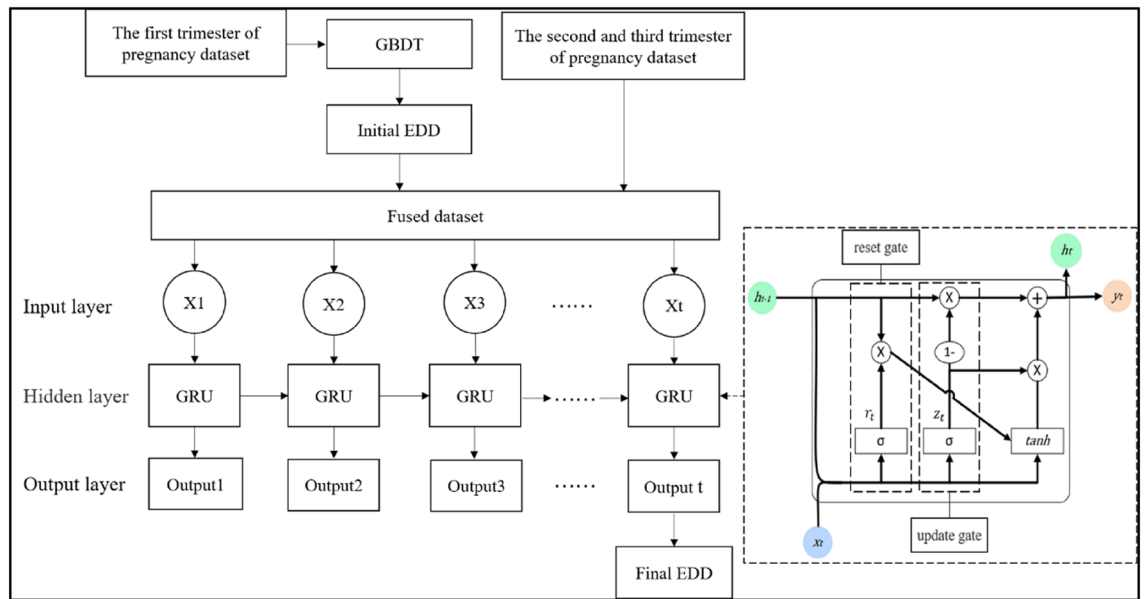 The first trimester of
pregnancy dataset
GBDT
The second and third trimester
of pregnancy dataset
Initial EDD
Fused dataset
Input layer
X1
X2
X3
……
Xt
Hidden layer
GRU
GRU
GRU
……
GRU
Output layer
Output1
Output2
Output3
……
Output t
Final EDD
reset gate
ht
ht-1
X
+
yt
X
1-
X
rt
zt
σ
σ
tanh
xt
update gate